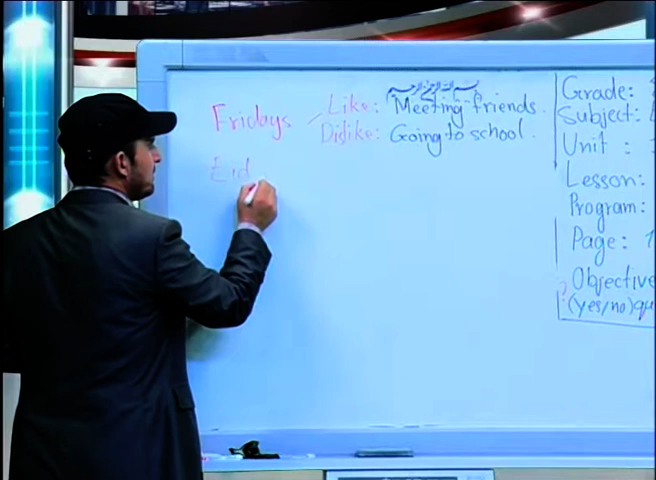 بسم الله الرحمن الرحيم
Fridays
Like: Meeting friends.
Dislike: Going to school.
Eid
Grade:
Subject:
Unit :
Lesson:
Program:
Page:
Objective
? (yes/no)